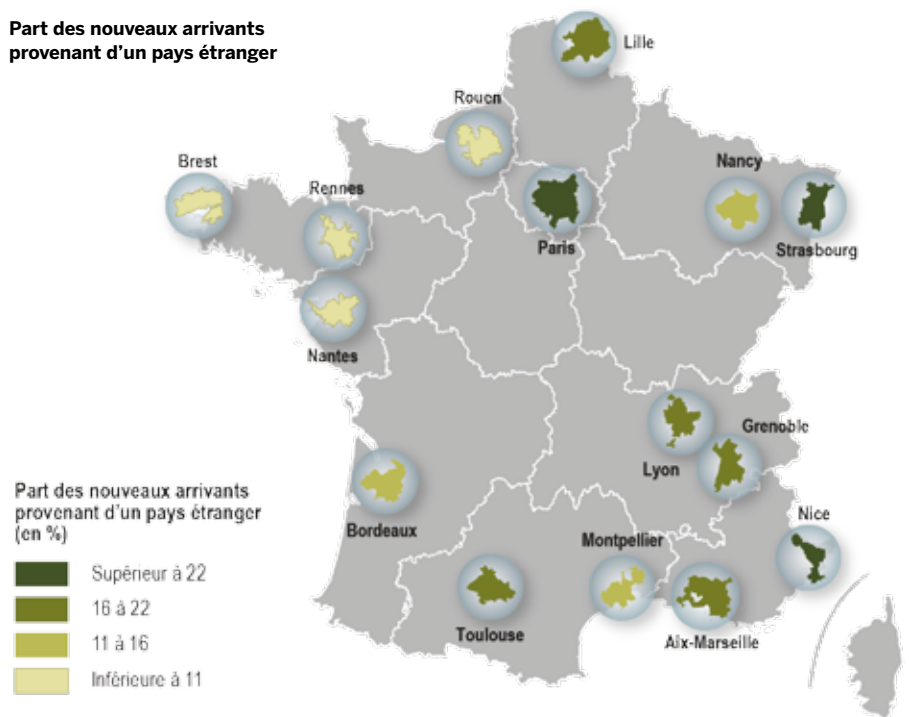 Part des nouveaux arrivants
provenant d'un pays étranger
Lille
Rouen
Brest
Rennes
Nancy
Paris
Strasbourg
Nantes
Grenoble
Lyon
Bordeaux
Nice
Montpellier
Toulouse
Aix-Marseille
Part des nouveaux arrivants
provenant d'un pays étranger
(en %)
Supérieur à 22
16 à 22
11 à 16
Inférieure à 11